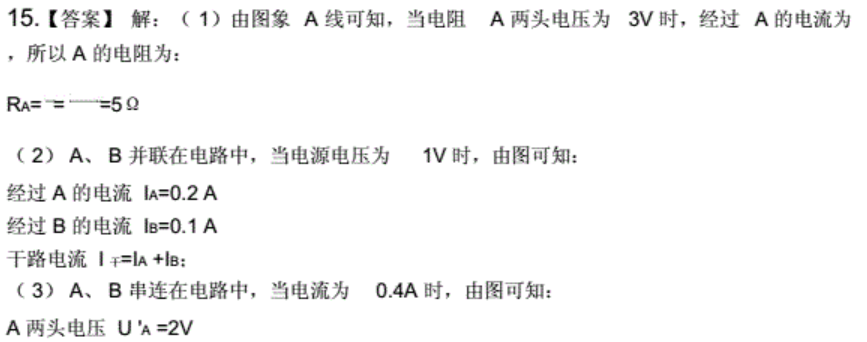 15.【答案】 解：（ 1）由图象 A 线可知，当电阻 A 两头电压为 3V 时，经过 A 的电流为
，所以 A 的电阻为：
RA= = =5 Ω
（ 2） A、 B 并联在电路中，当电源电压为 1V 时，由图可知：
经过 A 的电流 IA=0.2 A
经过 B 的电流 IB=0.1 A
干路电流 I 干=IA +IB；
（ 3） A、 B 串连在电路中，当电流为 0.4A 时，由图可知：
A 两头电压 U 'A =2V